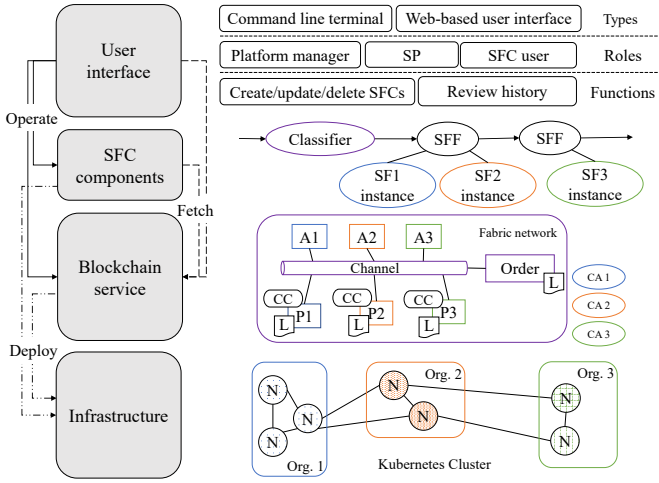 User
interface
Operate
SFC
components
Fetch
Blockchain
service
Deploy
Infrastructure
Command line terminal
Web-based user interface
Types
Platform manager
SP
SFC user
Roles
Create/update/delete SFCs
Review history
Functions
Classifier
SFF
SFF
SF1
instance
SF2
instance
SF3
instance
A1
A2
A3
Fabric network
Channel
Order
L
CC
P1
L
CC
P2
L
CC
P3
L
CA 1
CA 2
CA 3
Org. 2
Org. 3
N
N
N
N
N
N
N
Org. 1
Kubernetes Cluster